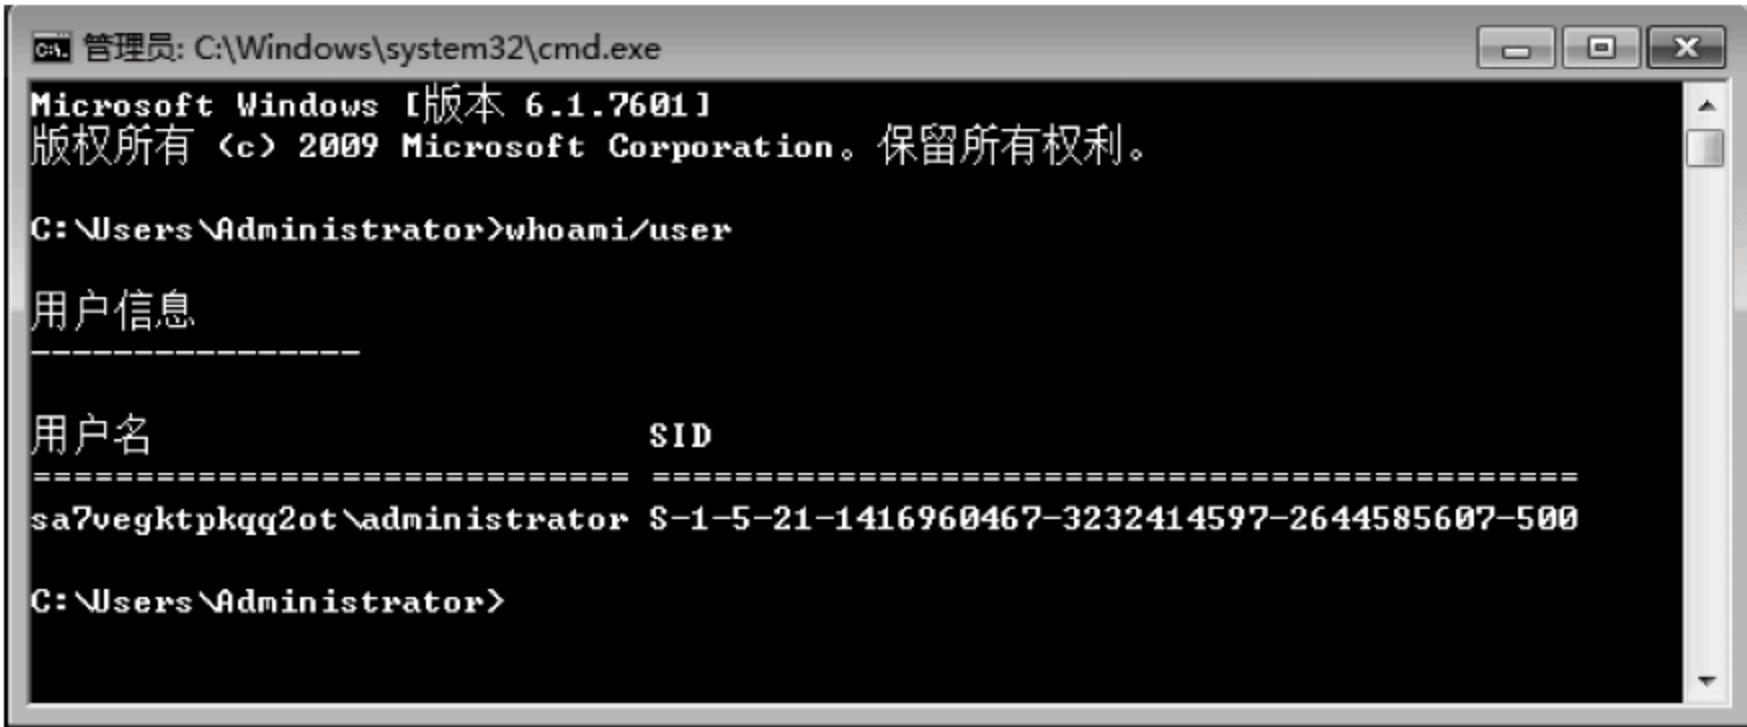 管理员: C:\Windows\system32\cmd.exe
Microsoft Windows [版本 6.1.7601]
版权所有 (c) 2009 Microsoft Corporation。保留所有权利。
C:\Users\Administrator>whoami/user
用户信息
----------------
用户名 SID
============================= =============================================
sa7vegktpkqq2ot\administrator S-1-5-21-1416960467-3232414597-2644585607-500
C:\Users\Administrator>